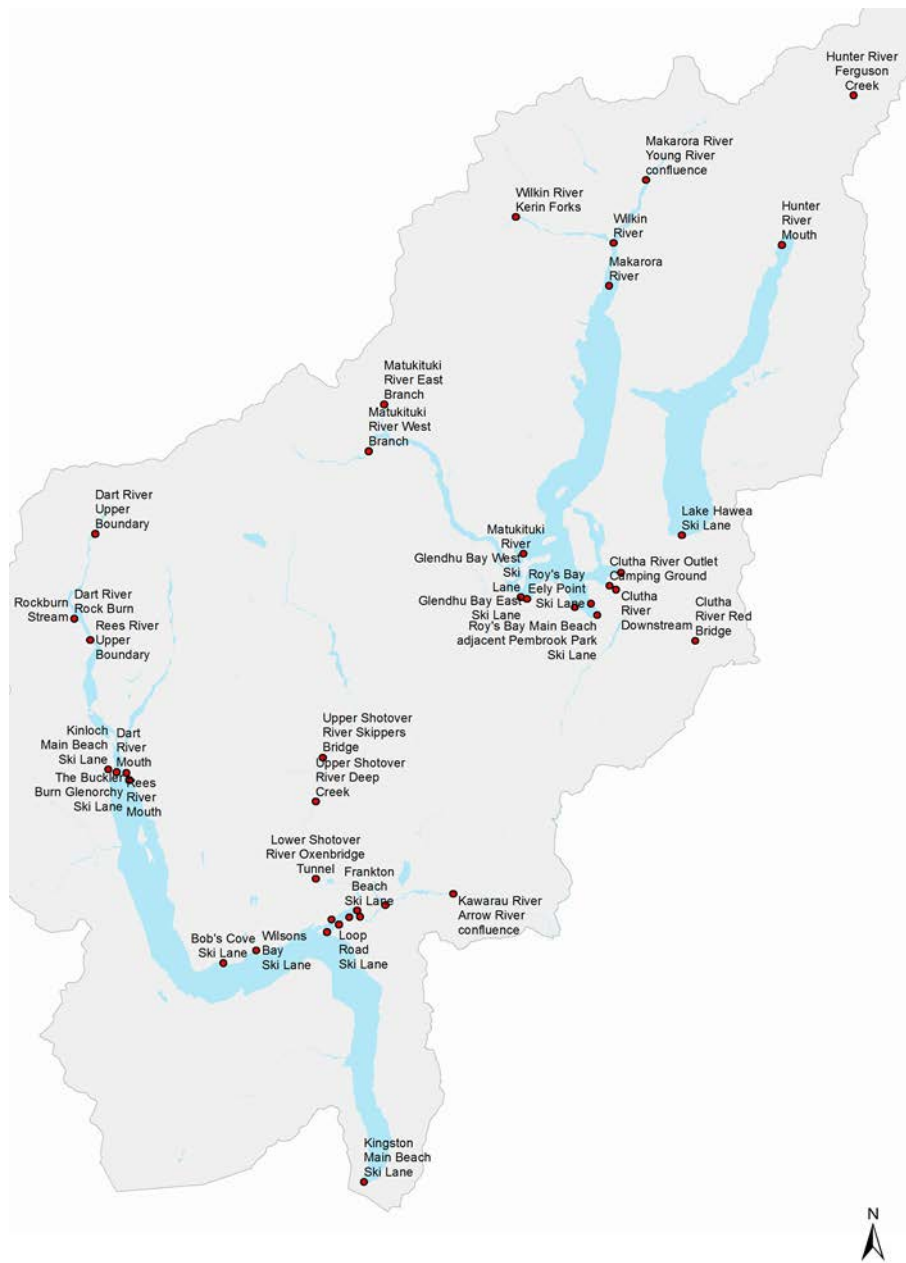 Hunter River
Ferguson
Creek
Makarora River
Young River
confluence
Wilkin River
Kerin Forks
Hunter
River
Mouth
Wilkin
River
Makarora
River
Matukituki
River East
Branch
Matukituki
River West
Branch
Dart River
Upper
Boundary
Lake Hawea
Ski Lane
Matukituki
River
Glendhu Bay West
Ski
Lane
Clutha River Outlet
Camping Ground
Roy's Bay
Eely Point
Ski Lane
Glendhu Bay East
Ski Lane
Clutha
River
Downstream
Clutha
River Red
Bridge
Roy's Bay Main Beach
adjacent Pembrook Park
Ski Lane
Dart River
Rock Burn
Rockburn
Stream
Rees River
Upper
Boundary
Kinloch
Main Beach
Ski Lane
Dart
River
Mouth
The Buckler
Burn Glenorchy
Ski Lane
Rees
River
Mouth
Upper Shotover
River Skippers
Bridge
Upper Shotover
River Deep
Creek
Lower Shotover
River Oxenbridge
Tunnel
Frankton
Beach
Ski Lane
Kawarau River
Arrow River
confluence
Bob's Cove
Ski Lane
Wilsons
Bay
Ski Lane
Loop
Road
Ski Lane
Kingston
Main Beach
Ski Lane
N